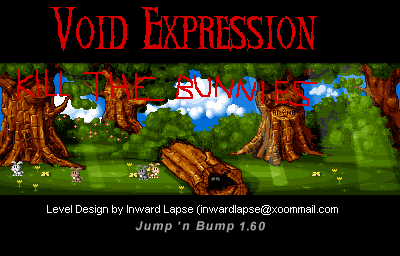 Void Expression
KILL THE BUNNIES
Level Design by Inward Lapse (inwardlapse@xoommail.com
Jump 'n Bump 1.60